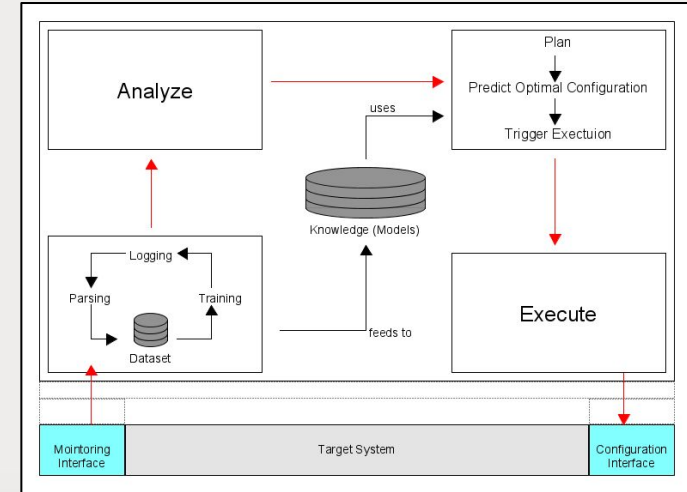 Analyze
Plan
Predict Optimal Configuration
Trigger Exectuion
uses
Knowledge (Models)
Logging
Parsing
Training
Dataset
feeds to
Execute
Mointoring
Interface
Target System
Configuration
Interface